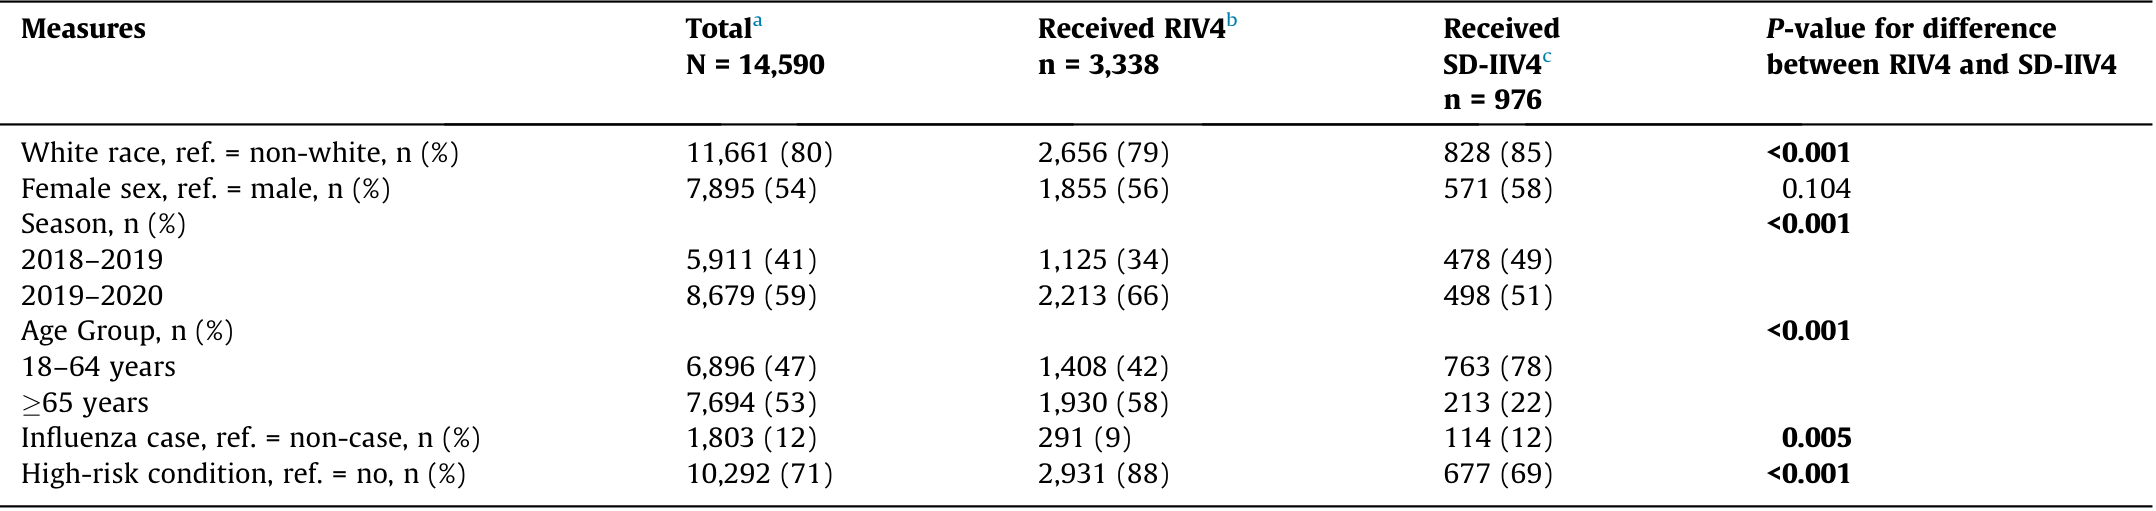 Measures Totalᵃ Received RIV4ᵇ Received P-value for difference
N = 14,590 n = 3,338 SD-IIV4ᶜ between RIV4 and SD-IIV4
n = 976
White race, ref. = non-white, n (%) 11,661 (80) 2,656 (79) 828 (85) <0.001
Female sex, ref. = male, n (%) 7,895 (54) 1,855 (56) 571 (58) 0.104
Season, n (%) <0.001
2018–2019 5,911 (41) 1,125 (34) 478 (49)
2019–2020 8,679 (59) 2,213 (66) 498 (51)
Age Group, n (%) <0.001
18–64 years 6,896 (47) 1,408 (42) 763 (78)
≥65 years 7,694 (53) 1,930 (58) 213 (22)
Influenza case, ref. = non-case, n (%) 1,803 (12) 291 (9) 114 (12) 0.005
High-risk condition, ref. = no, n (%) 10,292 (71) 2,931 (88) 677 (69) <0.001